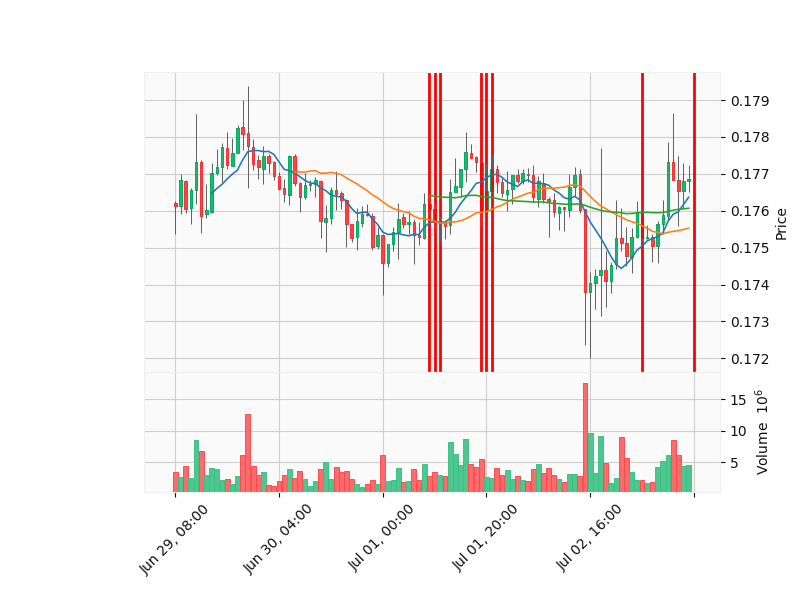 0.179
0.178
0.177
0.176
0.175
0.174
0.173
0.172
Price
15
10
5
Volume 10⁶
Jun 29, 08:00
Jun 30, 04:00
Jul 01, 00:00
Jul 01, 20:00
Jul 02, 16:00